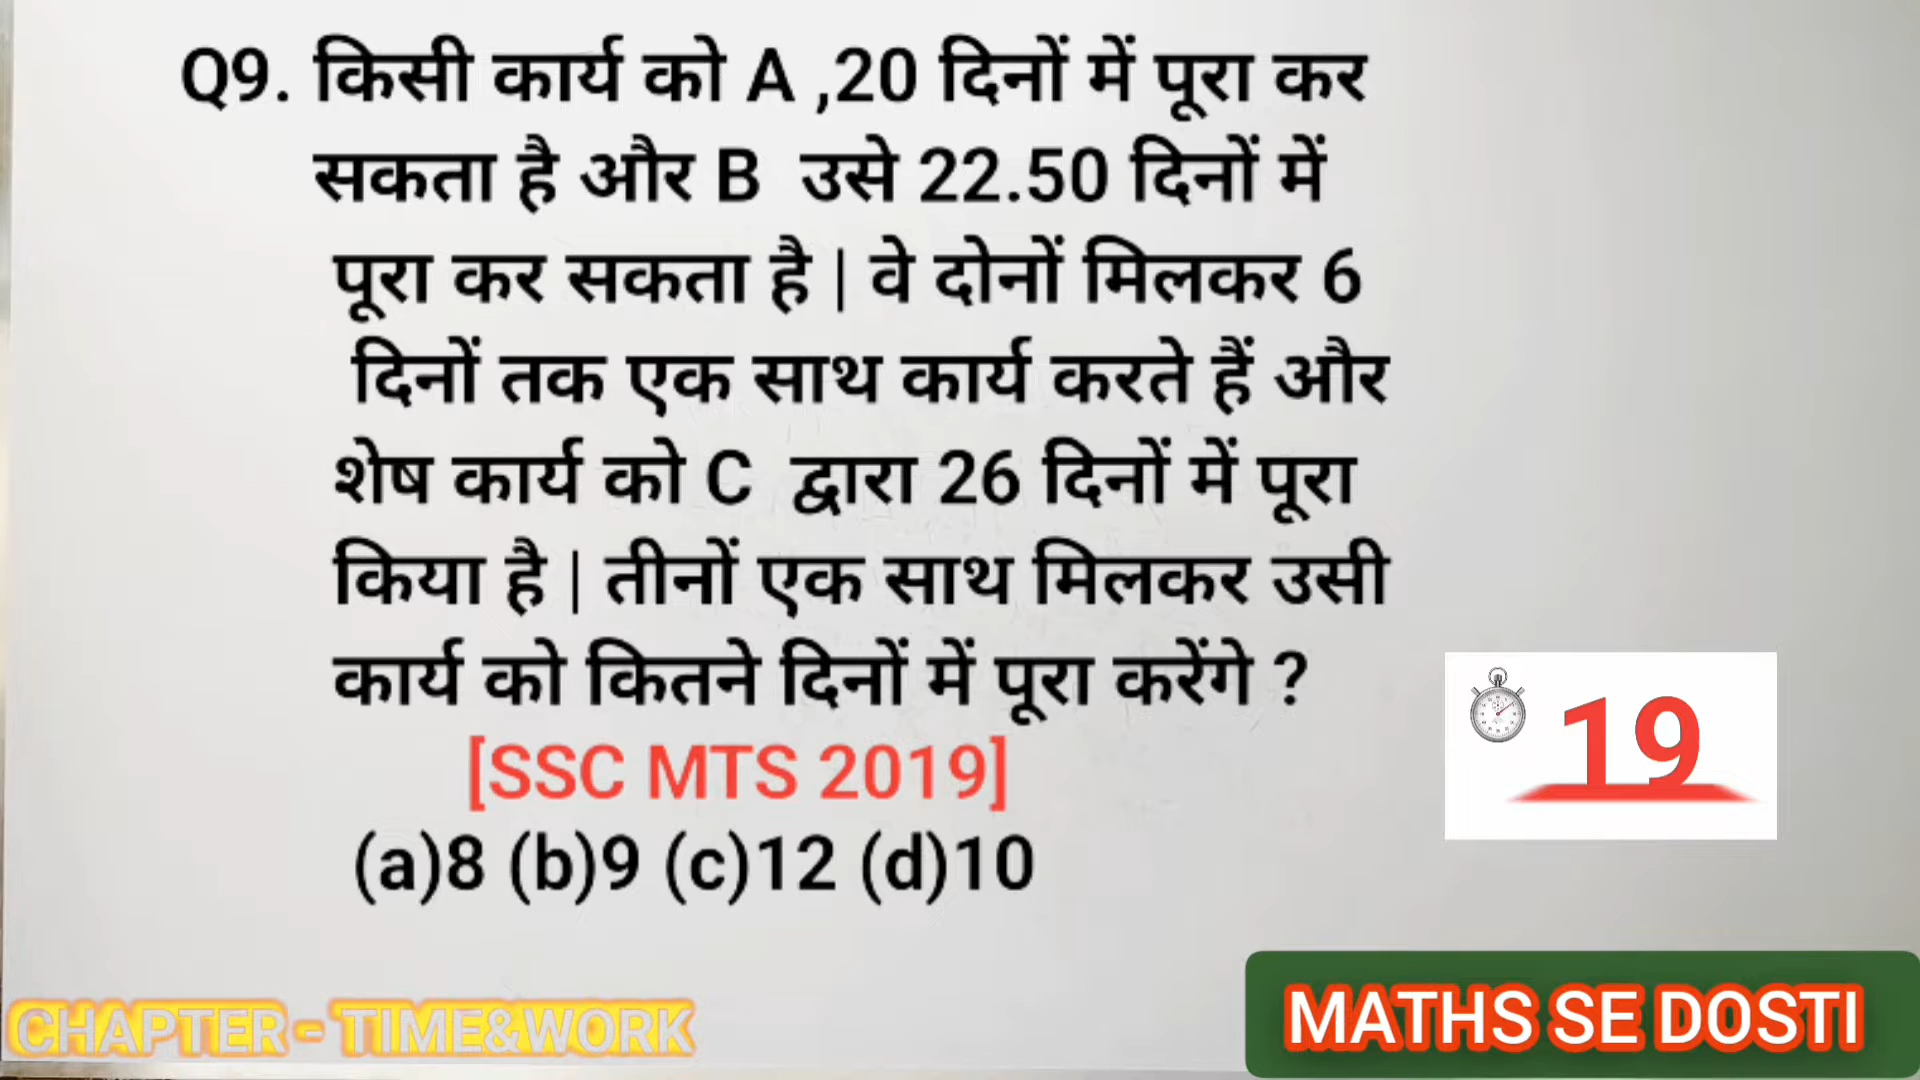 Q9. किसी कार्य को A ,20 दिनों में पूरा कर
सकता है और B उसे 22.50 दिनों में
पूरा कर सकता है | वे दोनों मिलकर 6
दिनों तक एक साथ कार्य करते हैं और
शेष कार्य को C द्वारा 26 दिनों में पूरा
किया है | तीनों एक साथ मिलकर उसी
कार्य को कितने दिनों में पूरा करेंगे ?
[SSC MTS 2019]
19
(a)8 (b)9 (c)12 (d)10
CHAPTER - TIME&WORK
MATHS SE DOSTI